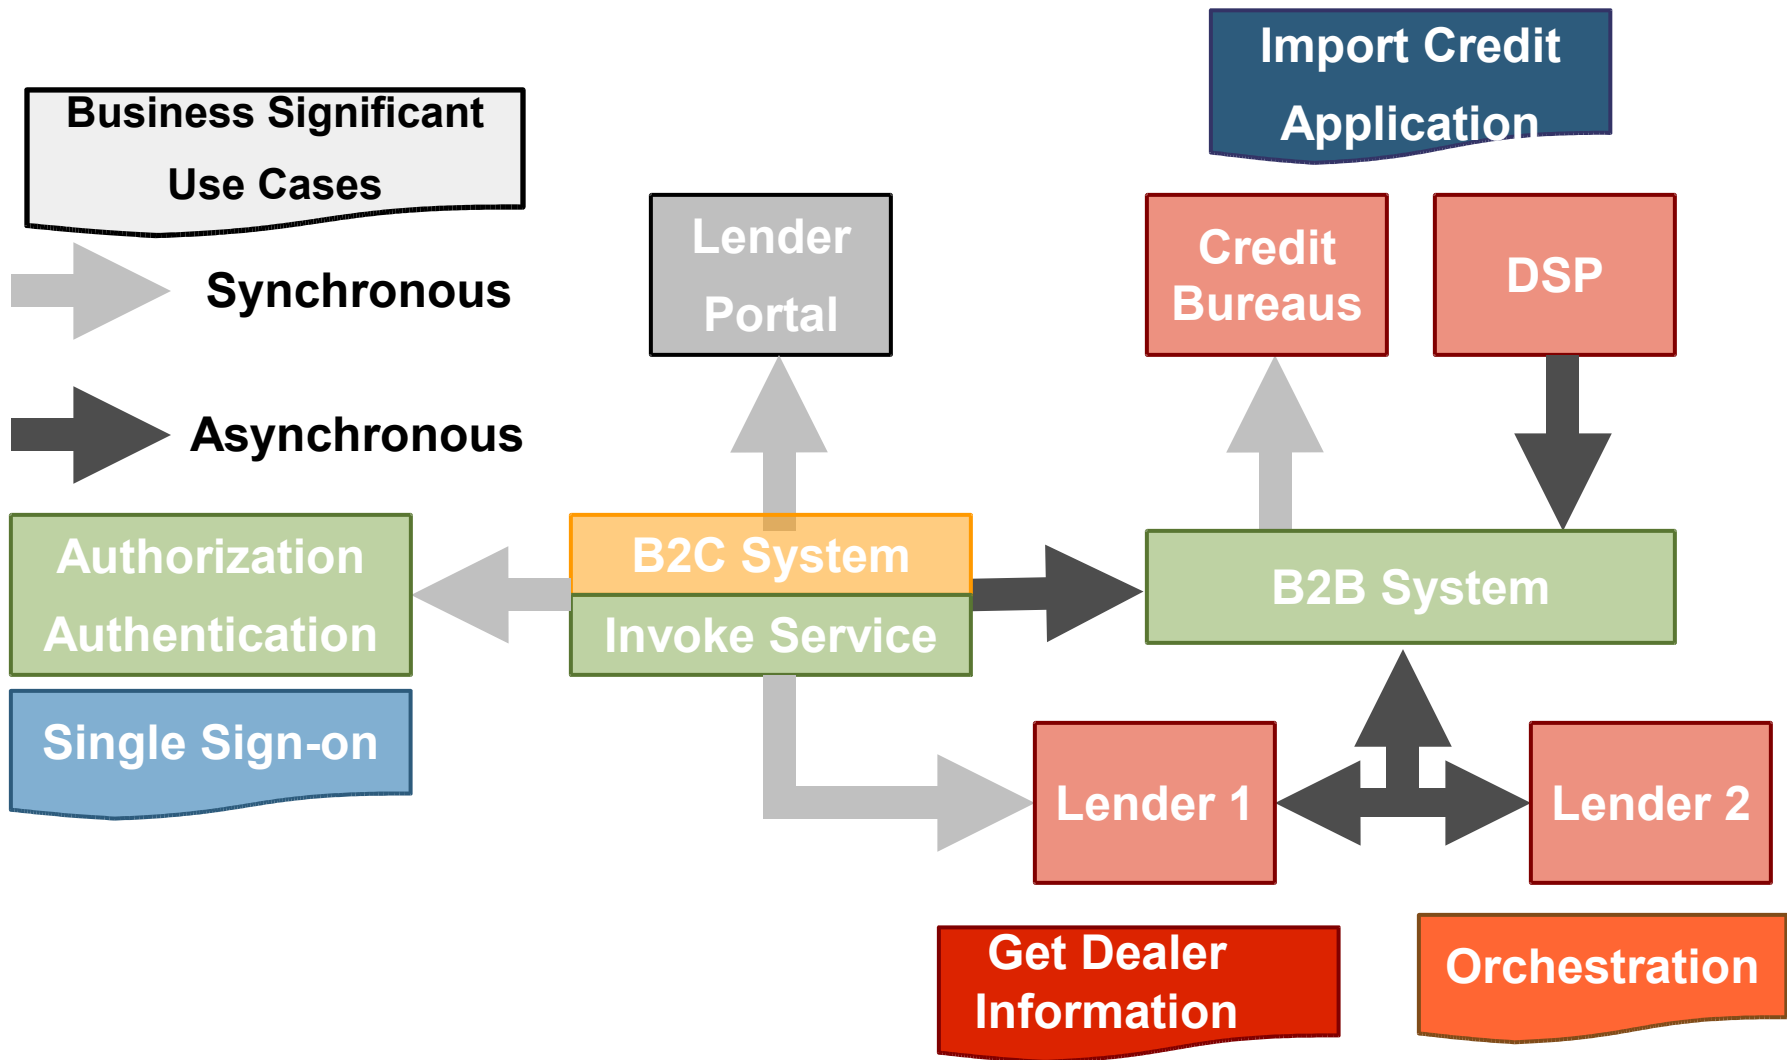 Import Credit
Application
Business Significant
Use Cases
Synchronous
Asynchronous
Lender
Portal
Credit
Bureaus
DSP
Authorization
Authentication
B2C System
Invoke Service
B2B System
Single Sign-on
Lender 1
Lender 2
Get Dealer
Information
Orchestration